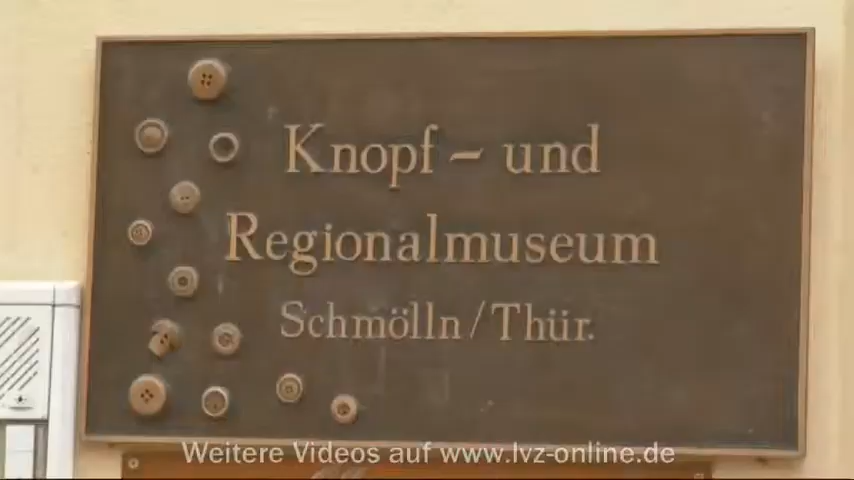 Knopf - und
Regionalmuseum
Schmölln/Thür.
Weitere Videos auf www.lvz-online.de